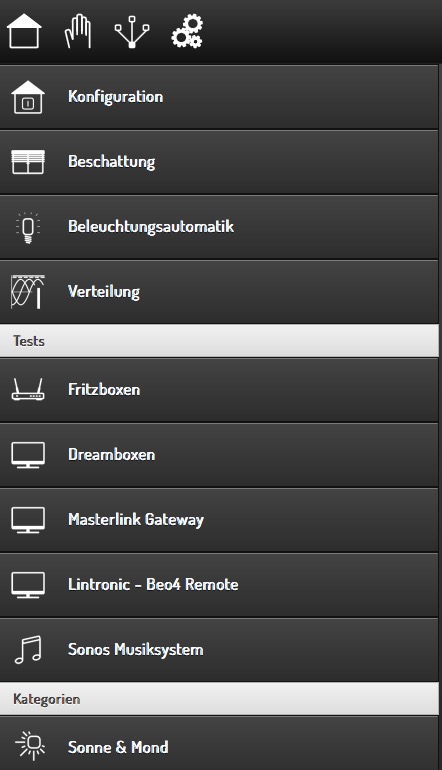 Konfiguration
Beschattung
Beleuchtungsautomatik
Verteilung
Tests
Fritzboxen
Dreamboxen
Masterlink Gateway
Lintronic - Beo4 Remote
Sonos Musiksystem
Kategorien
Sonne & Mond